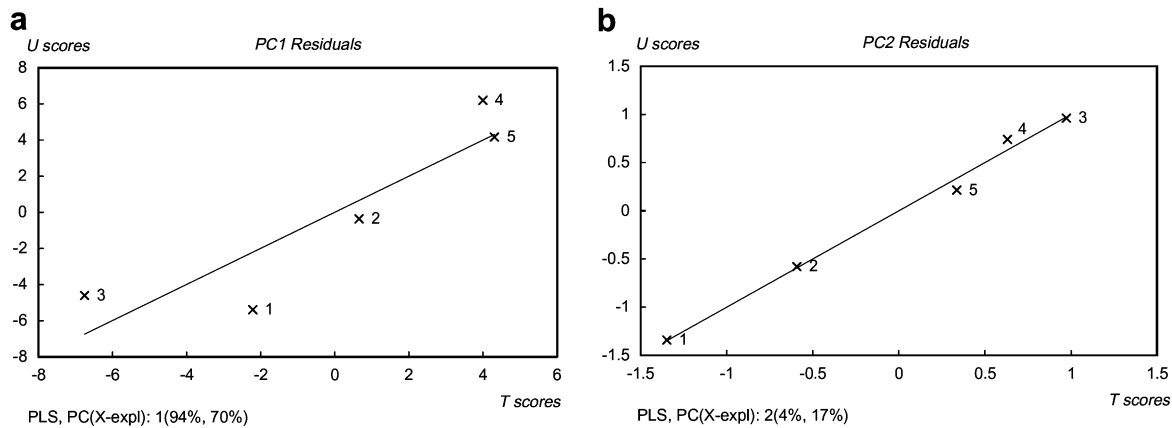 a
U scores PC1 Residuals
8
6
4
2
0
-2
-4
-6
-8
4
5
2
3
1
-8 -6 -4 -2 0 2 4 6
T scores
PLS, PC(X-expl): 1(94%, 70%)
b
U scores PC2 Residuals
1.5
1
0.5
0
-0.5
-1
-1.5
3
4
5
2
1
-1.5 -1 -0.5 0 0.5 1 1.5
T scores
PLS, PC(X-expl): 2(4%, 17%)